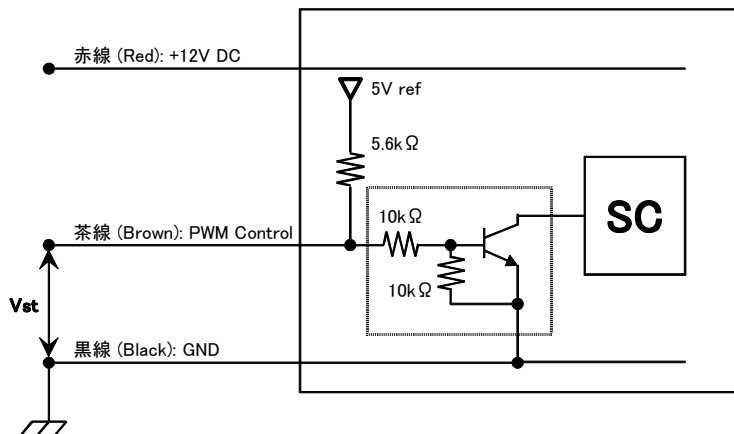 赤線 (Red): +12V DC
5V ref
5.6kΩ
茶線 (Brown): PWM Control
10kΩ
SC
10kΩ
Vst
黒線 (Black): GND